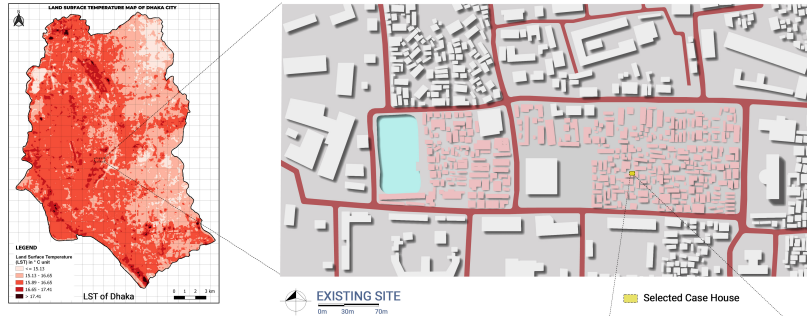 LAND SURFACE TEMPERATURE MAP OF DHAKA CITY
N
LEGEND
Land Surface Temperature
(LST) in ° C unit
<= 15.13
15.13 - 16.65
15.89 - 16.65
16.65 - 17.41
> 17.41
LST of Dhaka
0 1 2 3 km
EXISTING SITE
0m 30m 70m
Selected Case House